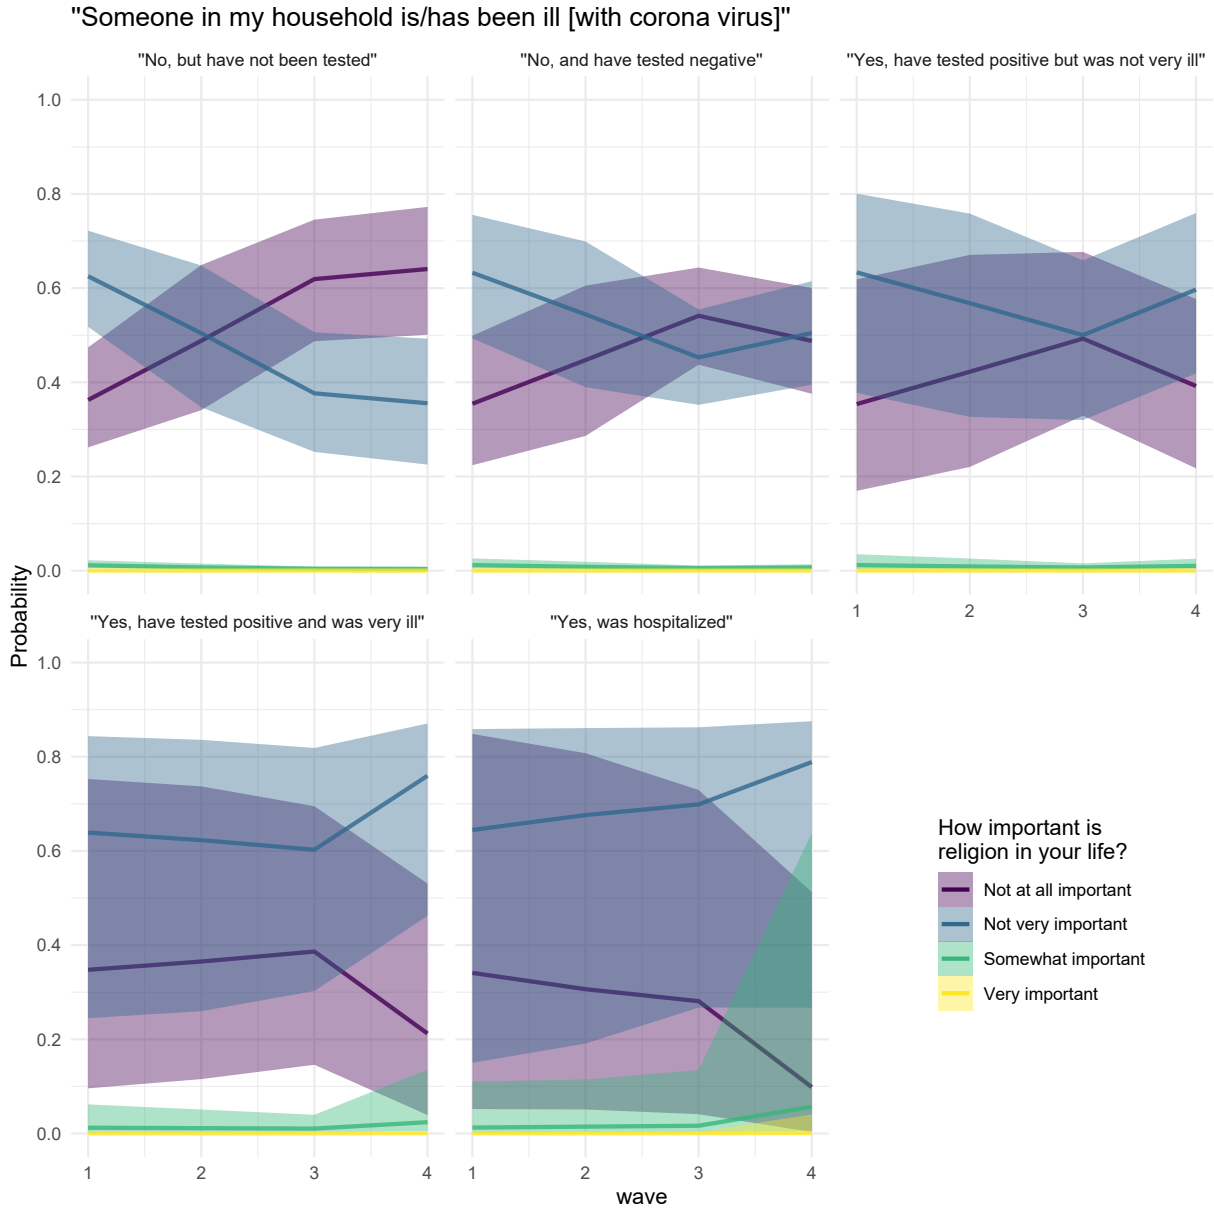 "Someone in my household is/has been ill [with corona virus]"
"No, but have not been tested"
"No, and have tested negative"
"Yes, have tested positive but was not very ill"
1.0
0.8
0.6
0.4
0.2
0.0
1 2 3 4
Probability
"Yes, have tested positive and was very ill"
"Yes, was hospitalized"
1.0
0.8
0.6
0.4
0.2
0.0
1 2 3 4
1 2 3 4
wave
How important is
religion in your life?
Not at all important
Not very important
Somewhat important
Very important